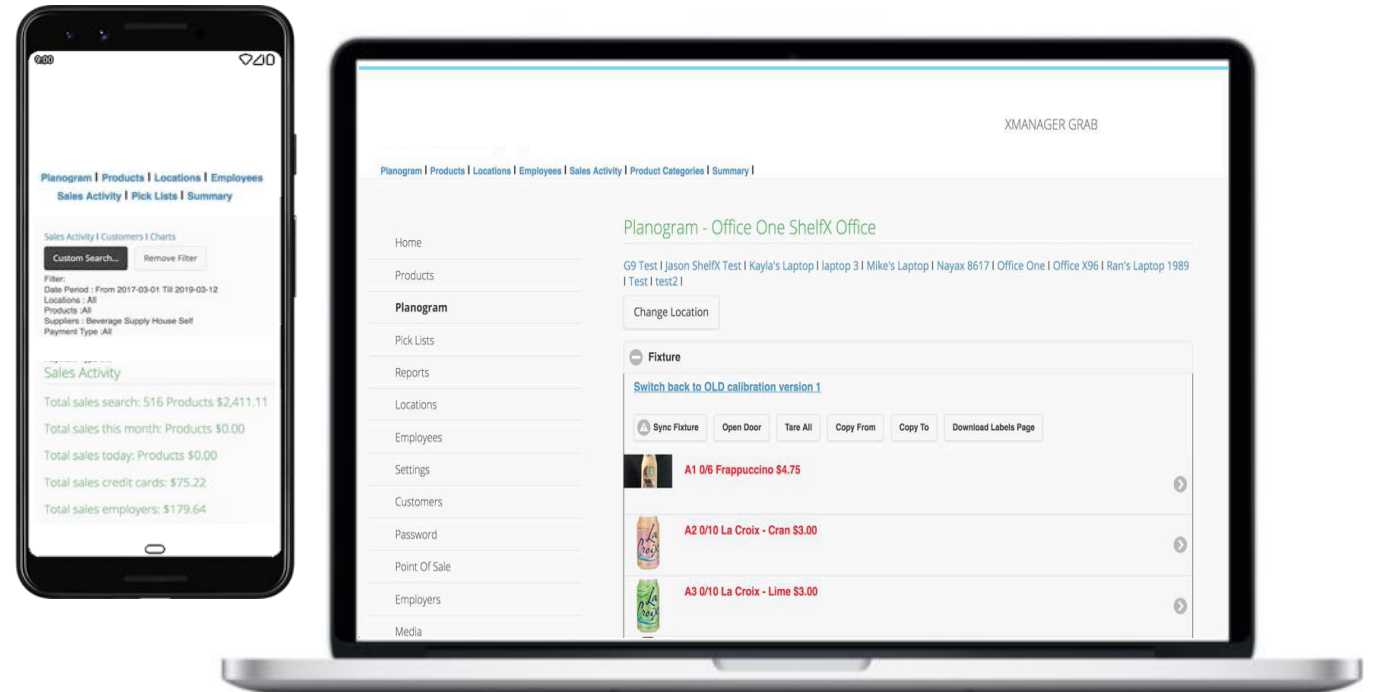 9:00
Planogram | Products | Locations | Employees
Sales Activity | Pick Lists | Summary
Sales Activity | Customers | Charts
Custom Search... Remove Filter
Filter:
Date Period : From 2017-03-01 Till 2019-03-12
Locations : All
Products :All
Suppliers : Beverage Supply House Self
Payment Type :All
Sales Activity
Total sales search: 516 Products $2,411.11
Total sales this month: Products $0.00
Total sales today: Products $0.00
Total sales credit cards: $75.22
Total sales employers: $179.64
XMANAGER GRAB
Planogram | Products | Locations | Employees | Sales Activity | Product Categories | Summary |
Home
Products
Planogram
Pick Lists
Reports
Locations
Employees
Settings
Customers
Password
Point Of Sale
Employers
Media
Planogram - Office One ShelfX Office
G9 Test | Jason ShelfX Test | Kayla's Laptop | laptop 3 | Mike's Laptop | Nayax 8617 | Office One | Office X96 | Ran's Laptop 1989
| Test | test2 |
Change Location
Fixture
Switch back to OLD calibration version 1
Sync Fixture Open Door Tare All Copy From Copy To Download Labels Page
A1 0/6 Frappuccino $4.75
A2 0/10 La Croix - Cran $3.00
La
Croix
A3 0/10 La Croix - Lime $3.00
La
Croix